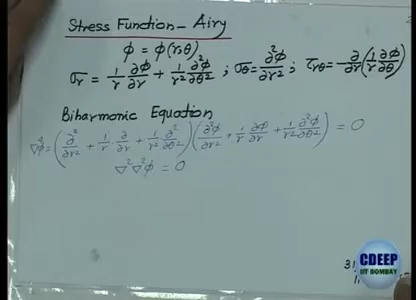 Stress Function - Airy
φ = φ(r,θ)
σr = 1/r ∂φ/∂r + 1/r² ∂²φ/∂θ² ; σθ = ∂²φ/∂r² ; τrθ = ∂/∂r (1/r ∂φ/∂θ)
Biharmonic Equation
∇⁴φ = (∂²/∂r² + 1/r · ∂/∂r + 1/r² ∂²/∂θ²) (∂²φ/∂r² + 1/r ∂φ/∂r + 1/r² ∂²φ/∂θ²) = 0
∇²∇²φ = 0
CDEEP
IIT BOMBAY